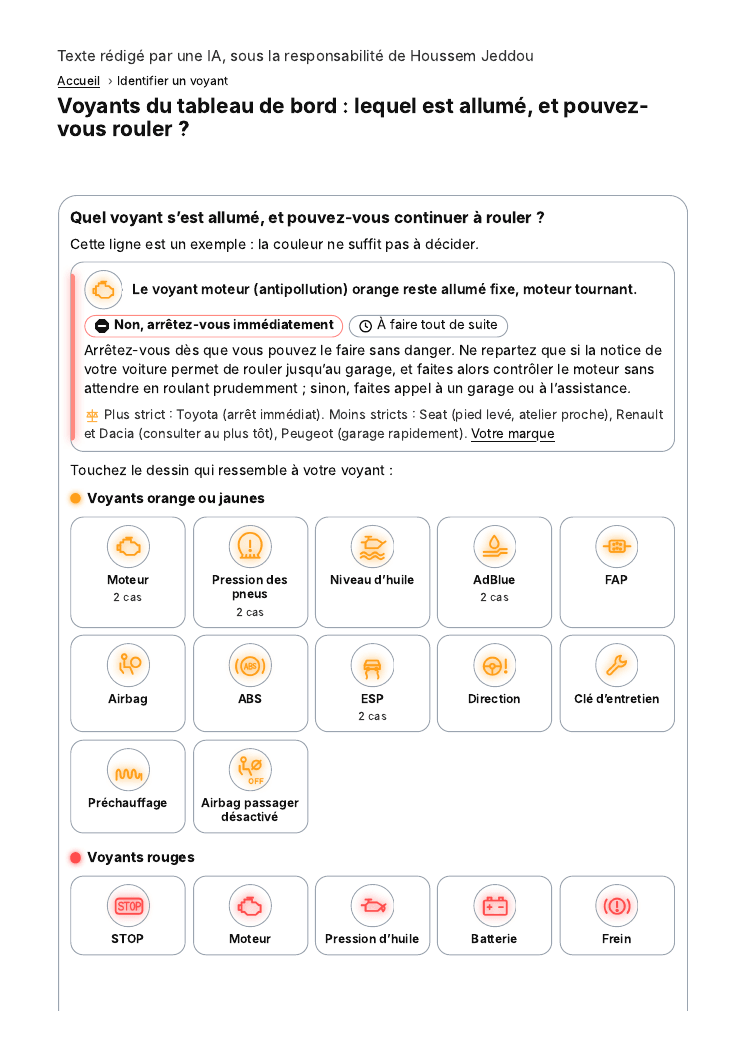 Texte rédigé par une IA, sous la responsabilité de Houssem Jeddou
Accueil › Identifier un voyant
Voyants du tableau de bord : lequel est allumé, et pouvez-
vous rouler ?
Quel voyant s’est allumé, et pouvez-vous continuer à rouler ?
Cette ligne est un exemple : la couleur ne suffit pas à décider.
Le voyant moteur (antipollution) orange reste allumé fixe, moteur tournant.
Non, arrêtez-vous immédiatement À faire tout de suite
Arrêtez-vous dès que vous pouvez le faire sans danger. Ne repartez que si la notice de
votre voiture permet de rouler jusqu’au garage, et faites alors contrôler le moteur sans
attendre en roulant prudemment ; sinon, faites appel à un garage ou à l’assistance.
Plus strict : Toyota (arrêt immédiat). Moins stricts : Seat (pied levé, atelier proche), Renault
et Dacia (consulter au plus tôt), Peugeot (garage rapidement). Votre marque
Touchez le dessin qui ressemble à votre voyant :
Voyants orange ou jaunes
Moteur
2 cas
Pression des
pneus
2 cas
Niveau d’huile
AdBlue
2 cas
FAP
Airbag
ABS
ABS
ESP
2 cas
Direction
Clé d’entretien
Préchauffage
OFF
Airbag passager
désactivé
Voyants rouges
STOP
STOP
Moteur
Pression d’huile
Batterie
Frein